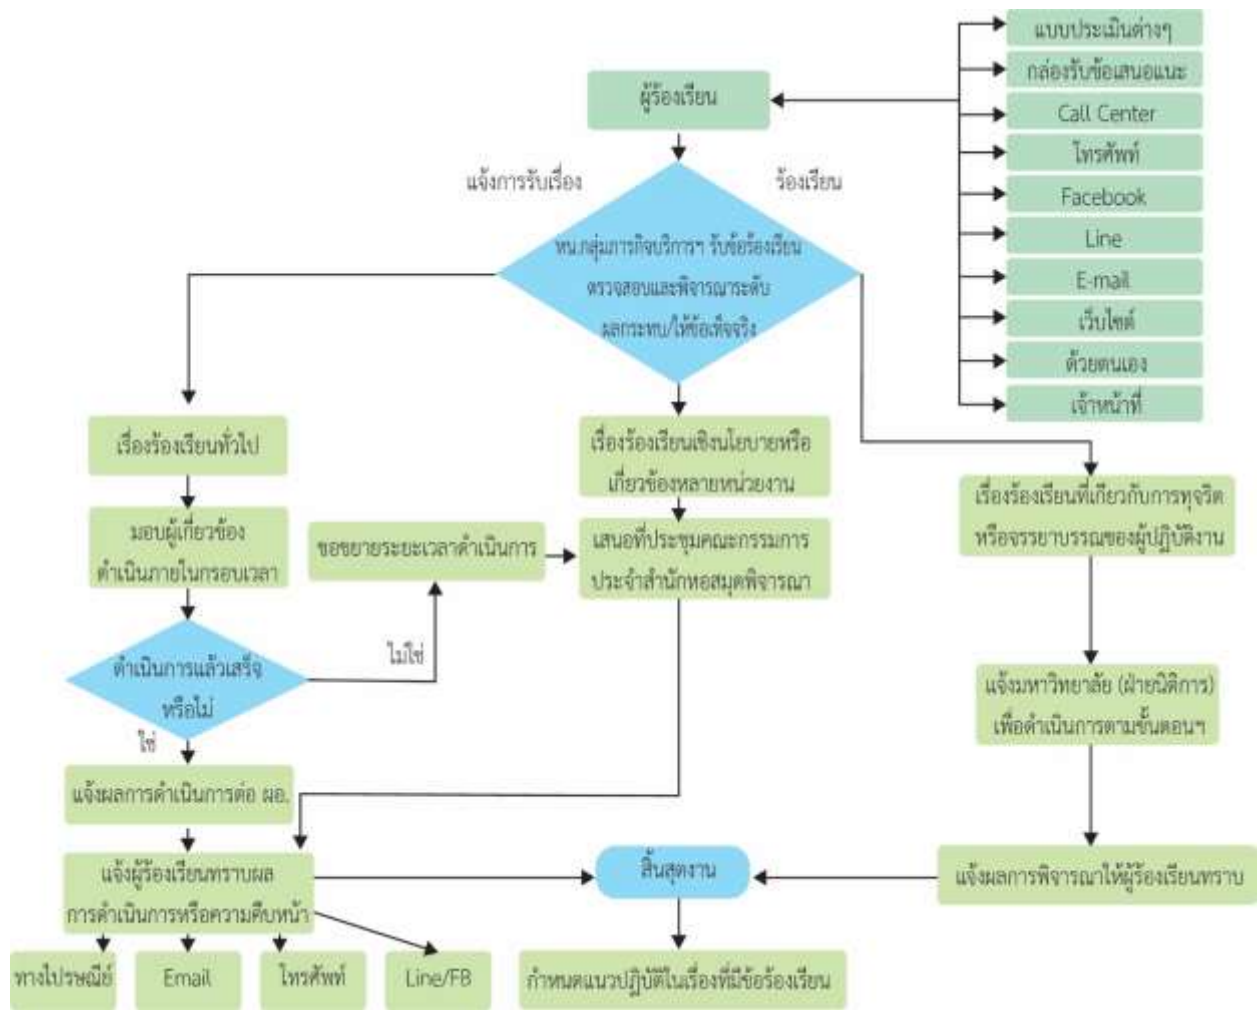 แบบประเมินต่างๆ
กล่องรับข้อเสนอแนะ
ผู้ร้องเรียน
Call Center
โทรศัพท์
แจ้งการรับเรื่อง
ร้องเรียน
Facebook
Line
E-mail
เว็บไซต์
ด้วยตนเอง
เจ้าหน้าที่
หน.กลุ่มภารกิจบริการฯ รับข้อร้องเรียน
ตรวจสอบและพิจารณาระดับ
ผลกระทบ/ให้ข้อเท็จจริง
เรื่องร้องเรียนทั่วไป
เรื่องร้องเรียนเชิงนโยบายหรือ
เกี่ยวข้องหลายหน่วยงาน
เรื่องร้องเรียนที่เกี่ยวกับการทุจริต
หรือจรรยาบรรณของผู้ปฏิบัติงาน
มอบผู้เกี่ยวข้อง
ดำเนินภายในกรอบเวลา
ขอขยายระยะเวลาดำเนินการ
เสนอที่ประชุมคณะกรรมการ
ประจำสำนักหอสมุดพิจารณา
ไม่ใช่
ดำเนินการแล้วเสร็จ
หรือไม่
ใช่
แจ้งมหาวิทยาลัย (ฝ่ายนิติการ)
เพื่อดำเนินการตามขั้นตอนฯ
แจ้งผลการดำเนินการต่อ ผอ.
แจ้งผู้ร้องเรียนทราบผล
การดำเนินการหรือความคืบหน้า
สิ้นสุดงาน
แจ้งผลการพิจารณาให้ผู้ร้องเรียนทราบ
ทางไปรษณีย์
Email
โทรศัพท์
Line/FB
กำหนดแนวปฏิบัติในเรื่องที่มีข้อร้องเรียน